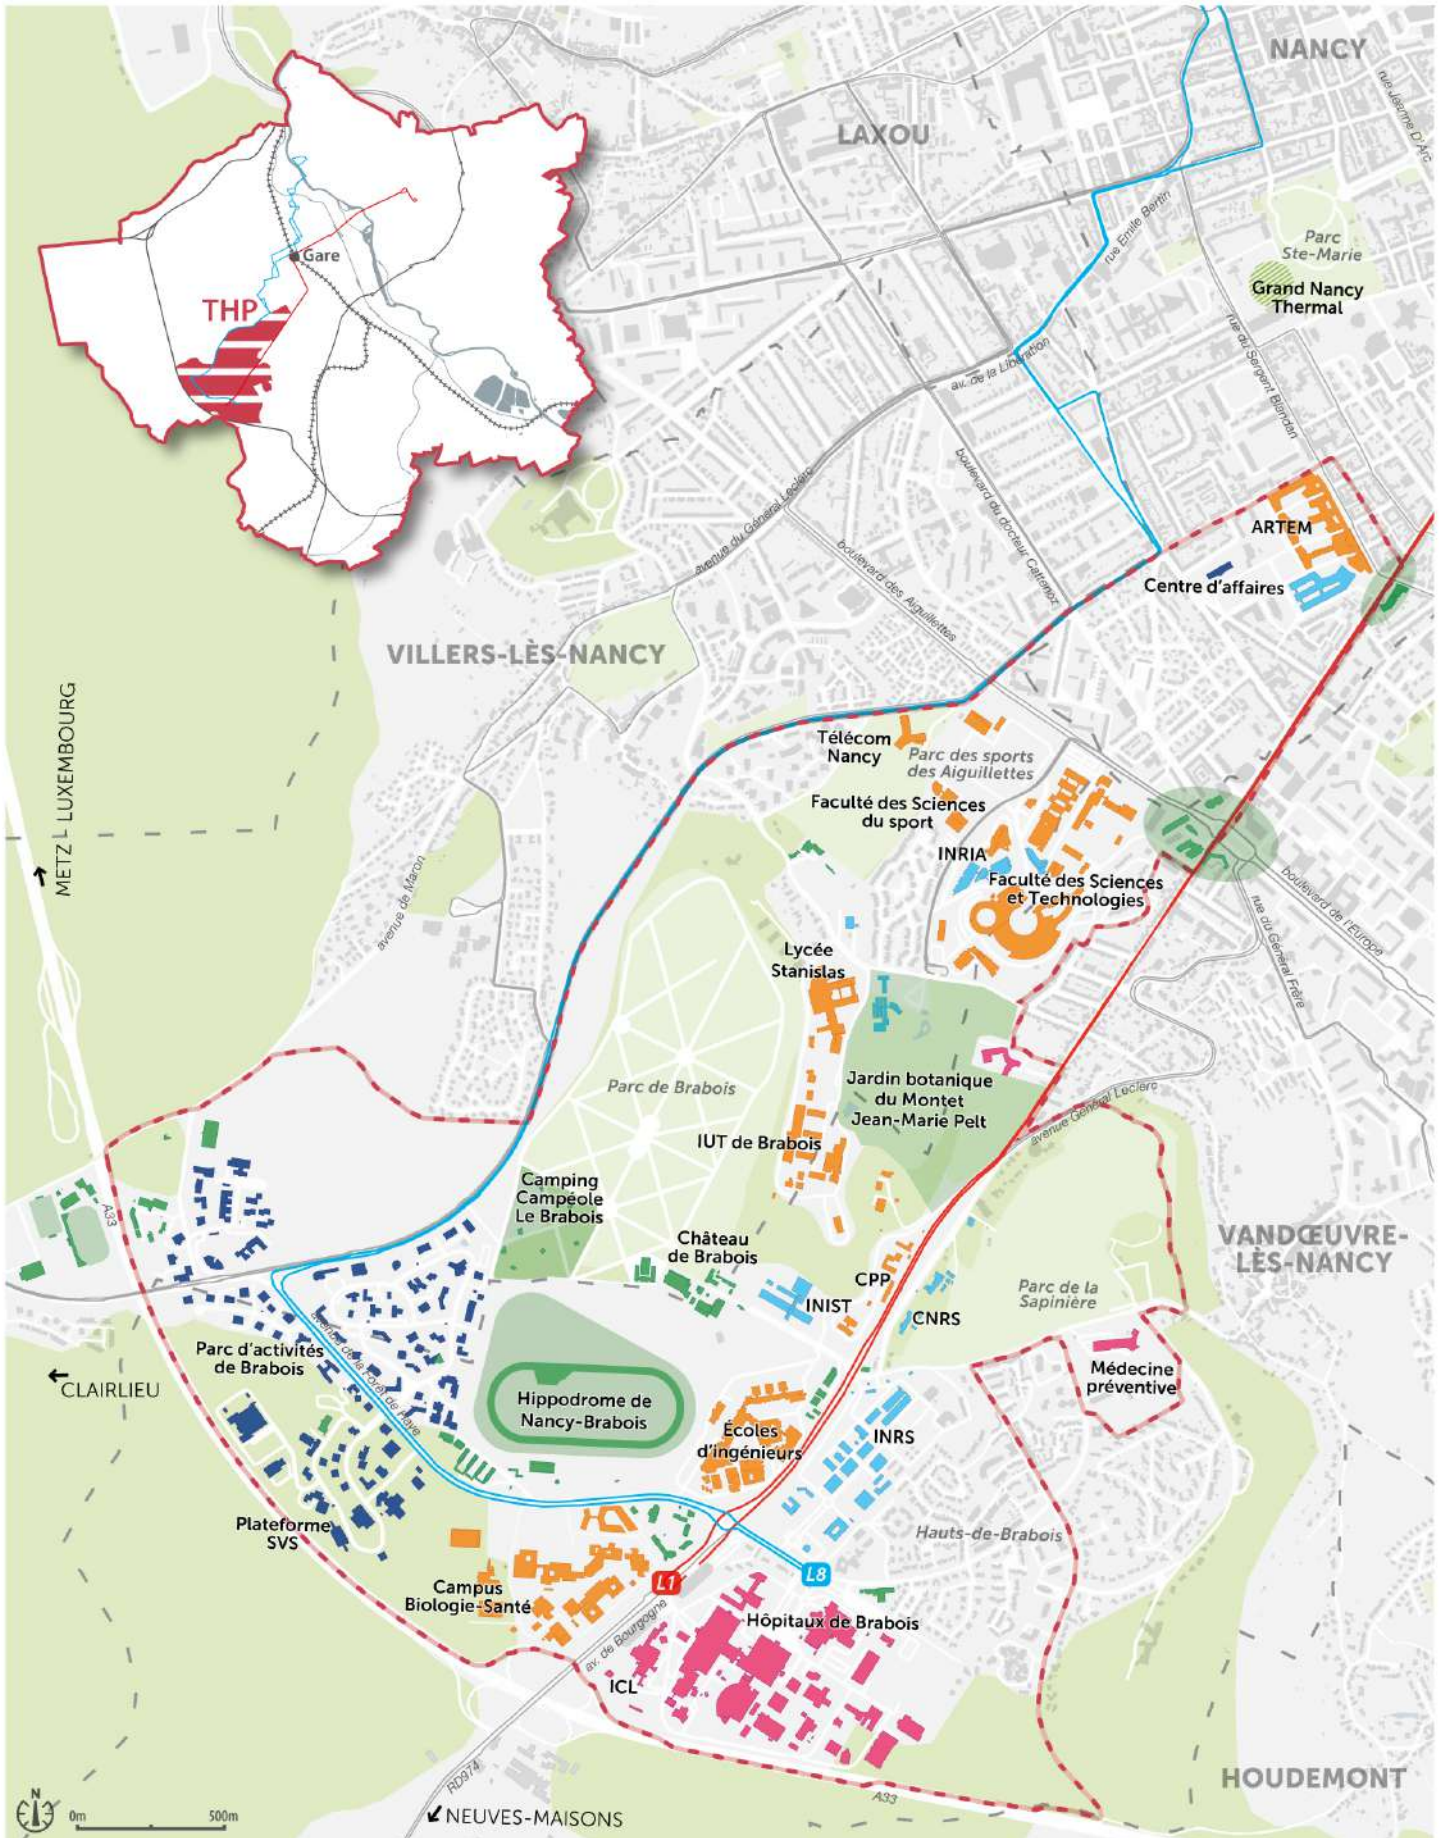 NANCY
rue Jeanne D'Arc
LAXOU
rue Emile Bertin
Parc
Ste-Marie
Gare
Grand Nancy
Thermal
THP
av. de la Libération
rue du Sergent Blandan
boulevard du docteur Cattenoz
avenue du Général Leclerc
ARTEM
boulevard des Aiguillettes
Centre d'affaires
VILLERS-LÈS-NANCY
METZ - LUXEMBOURG
Télécom
Nancy
Parc des sports
des Aiguillettes
Faculté des Sciences
du sport
INRIA
Faculté des Sciences
et Technologies
boulevard de l'Europe
avenue de Maron
rue du Général Frère
Lycée
Stanislas
Parc de Brabois
Jardin botanique
du Montet
Jean-Marie Pelt
avenue Général Leclerc
IUT de Brabois
Camping
Campéole
Le Brabois
A33
Château
de Brabois
VANDŒUVRE-
LÈS-NANCY
CPP
Parc de la
Sapinière
INIST
CNRS
Parc d'activités
de Brabois
avenue de la Forêt de Haye
CLAIRLIEU
Médecine
préventive
Hippodrome de
Nancy-Brabois
Écoles
d'ingénieurs
INRS
Plateforme
SVS
Hauts-de-Brabois
L1
L8
Campus
Biologie-Santé
av. de Bourgogne
Hôpitaux de Brabois
ICL
RD974
HOUDEMONT
A33
N
0m
500m
NEUVES-MAISONS